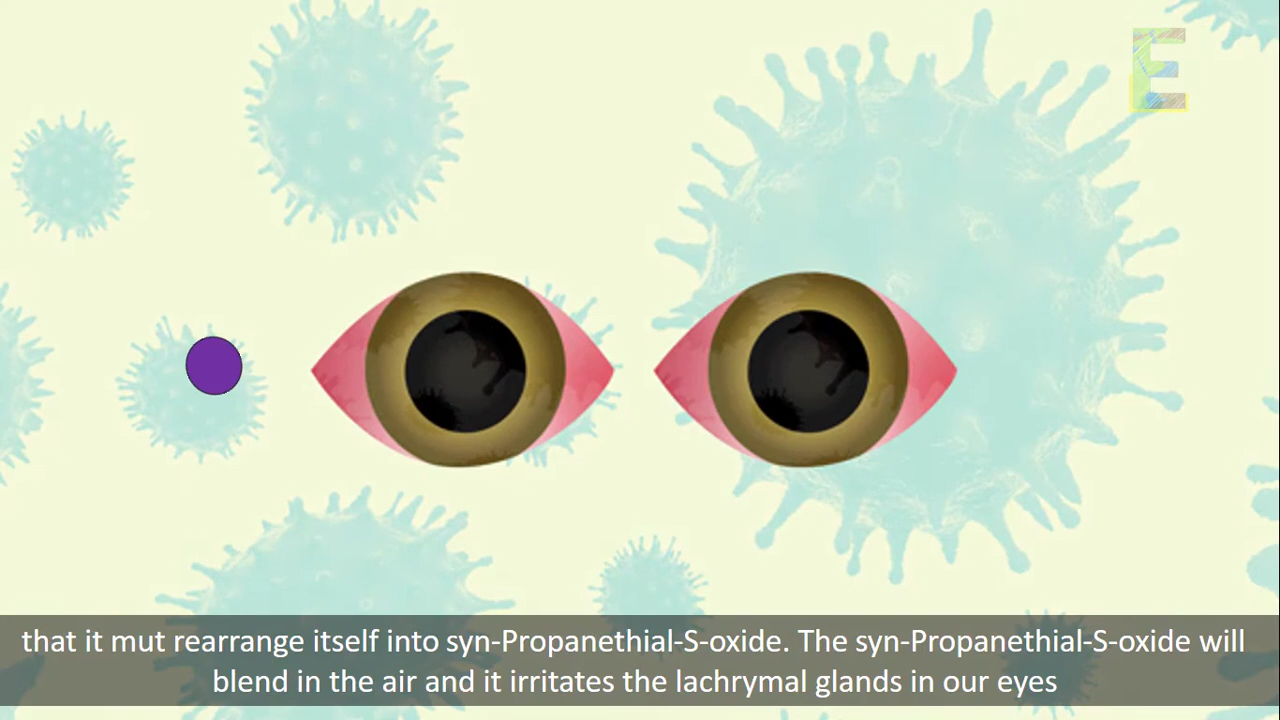 E
that it mut rearrange itself into syn-Propanethial-S-oxide. The syn-Propanethial-S-oxide will
blend in the air and it irritates the lachrymal glands in our eyes